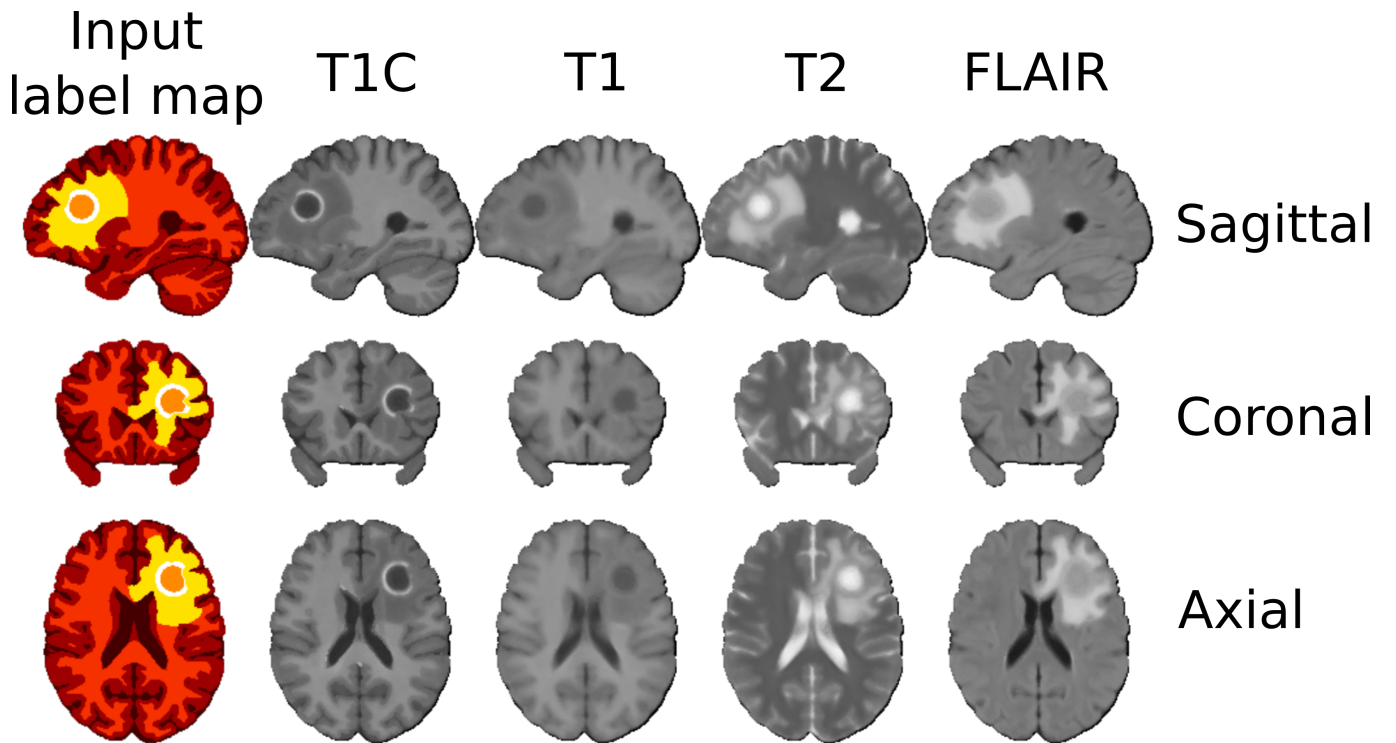 Input
label map
T1C
T1
T2
FLAIR
Sagittal
Coronal
Axial